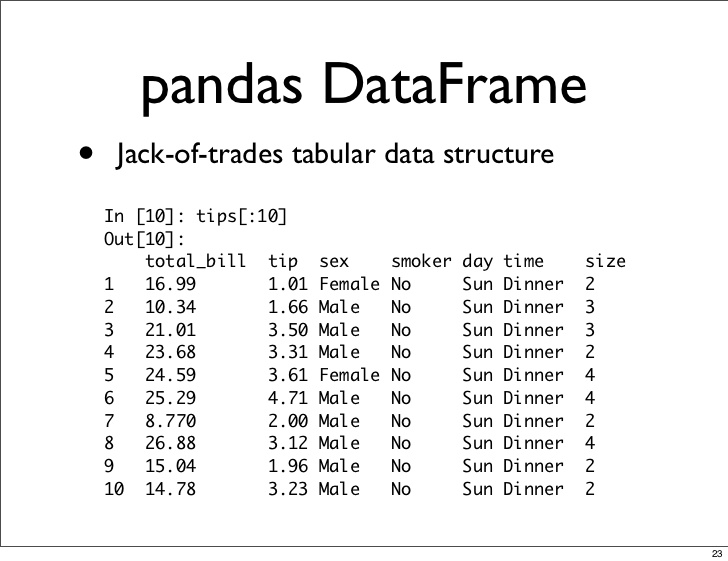 pandas DataFrame
• Jack-of-trades tabular data structure
In [10]: tips[:10]
Out[10]:
    total_bill  tip  sex    smoker day time    size
1   16.99       1.01 Female No     Sun Dinner  2
2   10.34       1.66 Male   No     Sun Dinner  3
3   21.01       3.50 Male   No     Sun Dinner  3
4   23.68       3.31 Male   No     Sun Dinner  2
5   24.59       3.61 Female No     Sun Dinner  4
6   25.29       4.71 Male   No     Sun Dinner  4
7   8.770       2.00 Male   No     Sun Dinner  2
8   26.88       3.12 Male   No     Sun Dinner  4
9   15.04       1.96 Male   No     Sun Dinner  2
10  14.78       3.23 Male   No     Sun Dinner  2
23